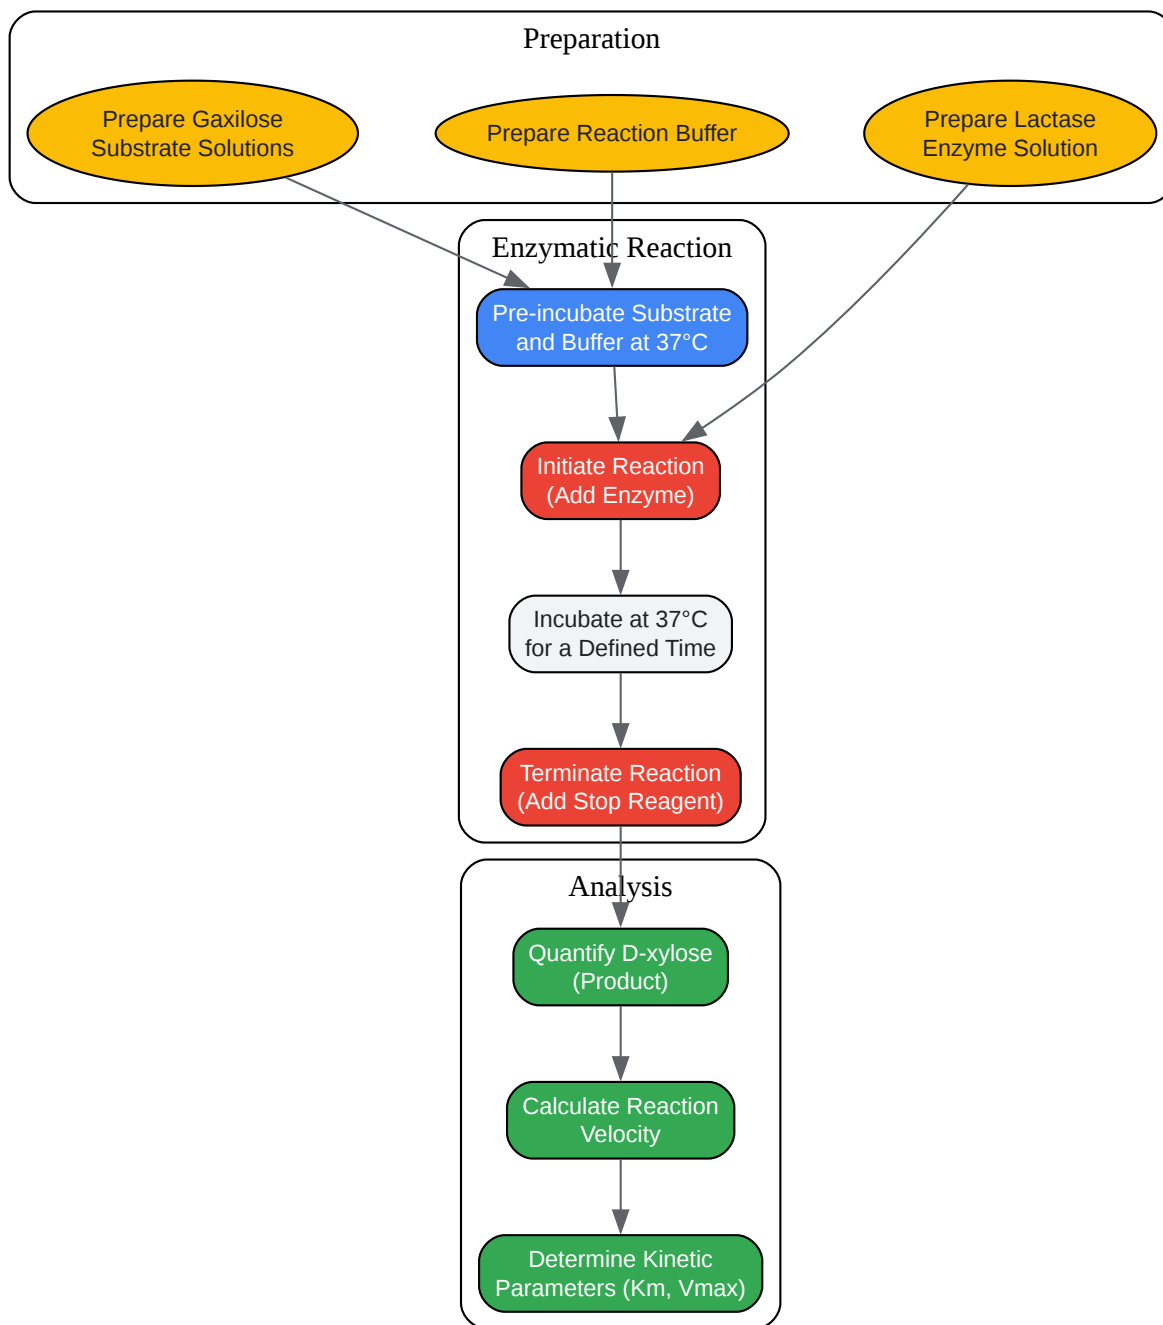 Preparation
Prepare Gaxilose
Substrate Solutions
Prepare Reaction Buffer
Prepare Lactase
Enzyme Solution
Enzymatic Reaction
Pre-incubate Substrate
and Buffer at 37°C
Initiate Reaction
(Add Enzyme)
Incubate at 37°C
for a Defined Time
Terminate Reaction
(Add Stop Reagent)
Analysis
Quantify D-xylose
(Product)
Calculate Reaction
Velocity
Determine Kinetic
Parameters (Km, Vmax)